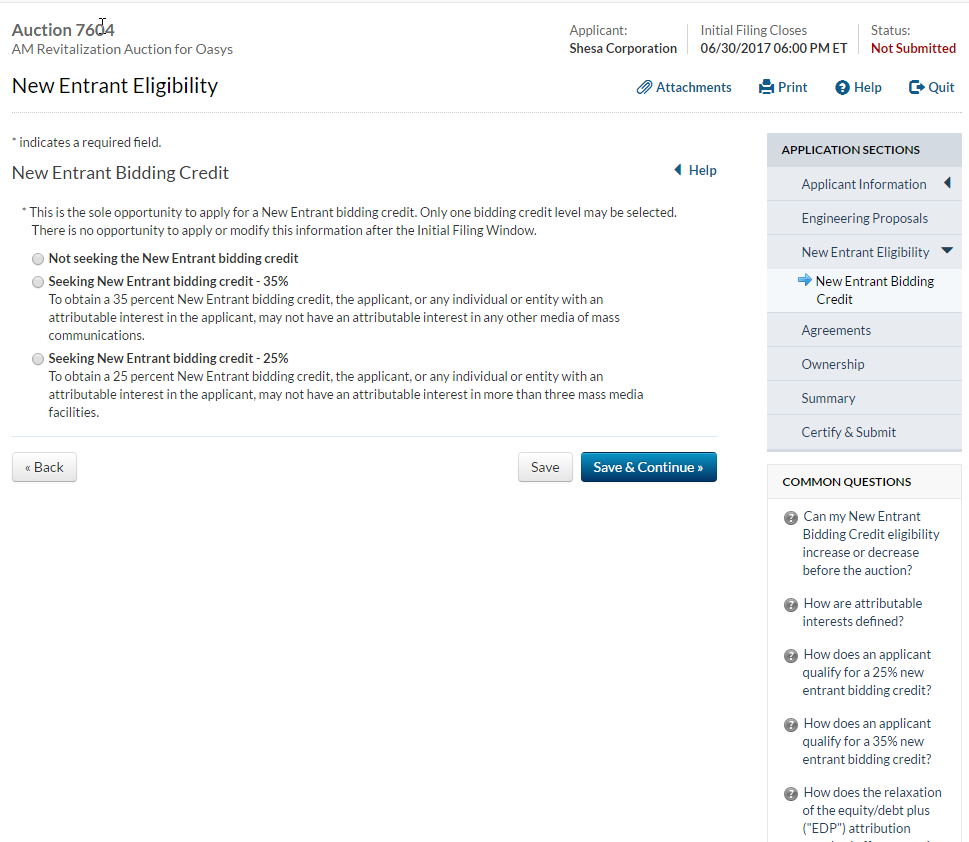 Auction 7604
AM Revitalization Auction for Oasys
Applicant:
Shesa Corporation
Initial Filing Closes
06/30/2017 06:00 PM ET
Status:
Not Submitted
New Entrant Eligibility
Attachments
Print
Help
Quit
* indicates a required field.
New Entrant Bidding Credit
Help
* This is the sole opportunity to apply for a New Entrant bidding credit. Only one bidding credit level may be selected.
There is no opportunity to apply or modify this information after the Initial Filing Window.
Not seeking the New Entrant bidding credit
Seeking New Entrant bidding credit - 35%
To obtain a 35 percent New Entrant bidding credit, the applicant, or any individual or entity with an
attributable interest in the applicant, may not have an attributable interest in any other media of mass
communications.
Seeking New Entrant bidding credit - 25%
To obtain a 25 percent New Entrant bidding credit, the applicant, or any individual or entity with an
attributable interest in the applicant, may not have an attributable interest in more than three mass media
facilities.
« Back
Save
Save & Continue »
APPLICATION SECTIONS
Applicant Information
Engineering Proposals
New Entrant Eligibility
New Entrant Bidding
Credit
Agreements
Ownership
Summary
Certify & Submit
COMMON QUESTIONS
Can my New Entrant
Bidding Credit eligibility
increase or decrease
before the auction?
How are attributable
interests defined?
How does an applicant
qualify for a 25% new
entrant bidding credit?
How does an applicant
qualify for a 35% new
entrant bidding credit?
How does the relaxation
of the equity/debt plus
("EDP") attribution